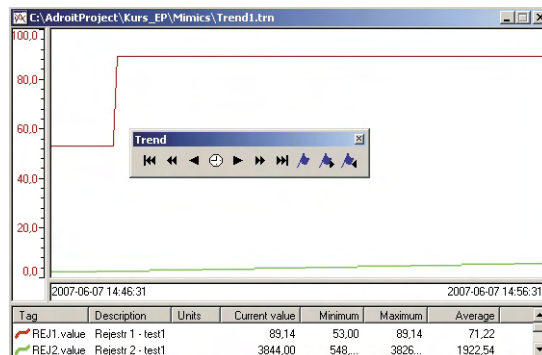 C:\AdroitProject\Kurs_EP\Mimics\Trend1.trn
100,0
80,0
60,0
40,0
20,0
0,0
Trend
2007-06-07 14:46:31 2007-06-07 14:56:31
Tag Description Units Current value Minimum Maximum Average
REJ1.value Rejestr 1 - test1 89,14 53,00 89,14 71,22
REJ2.value Rejestr 2 - test1 3844,00 548,... 3826... 1922,54